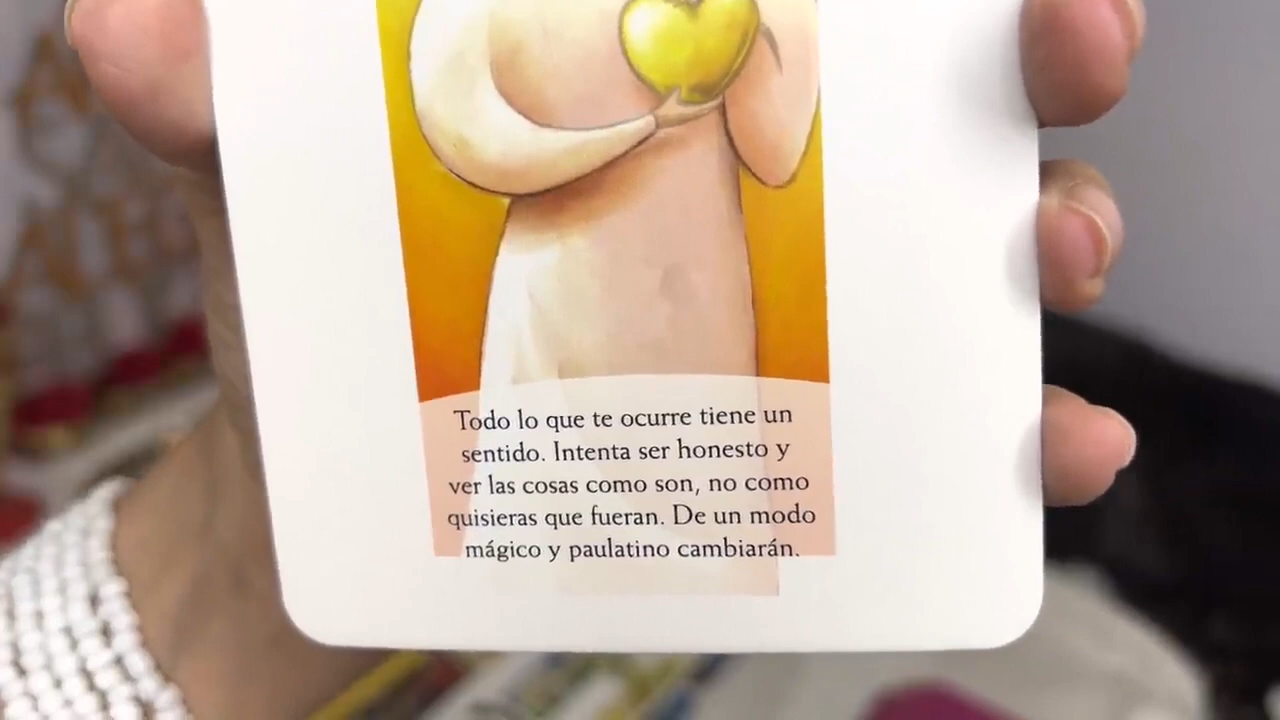 Todo lo que te ocurre tiene un
sentido. Intenta ser honesto y
ver las cosas como son, no como
quisieras que fueran. De un modo
mágico y paulatino cambiarán.